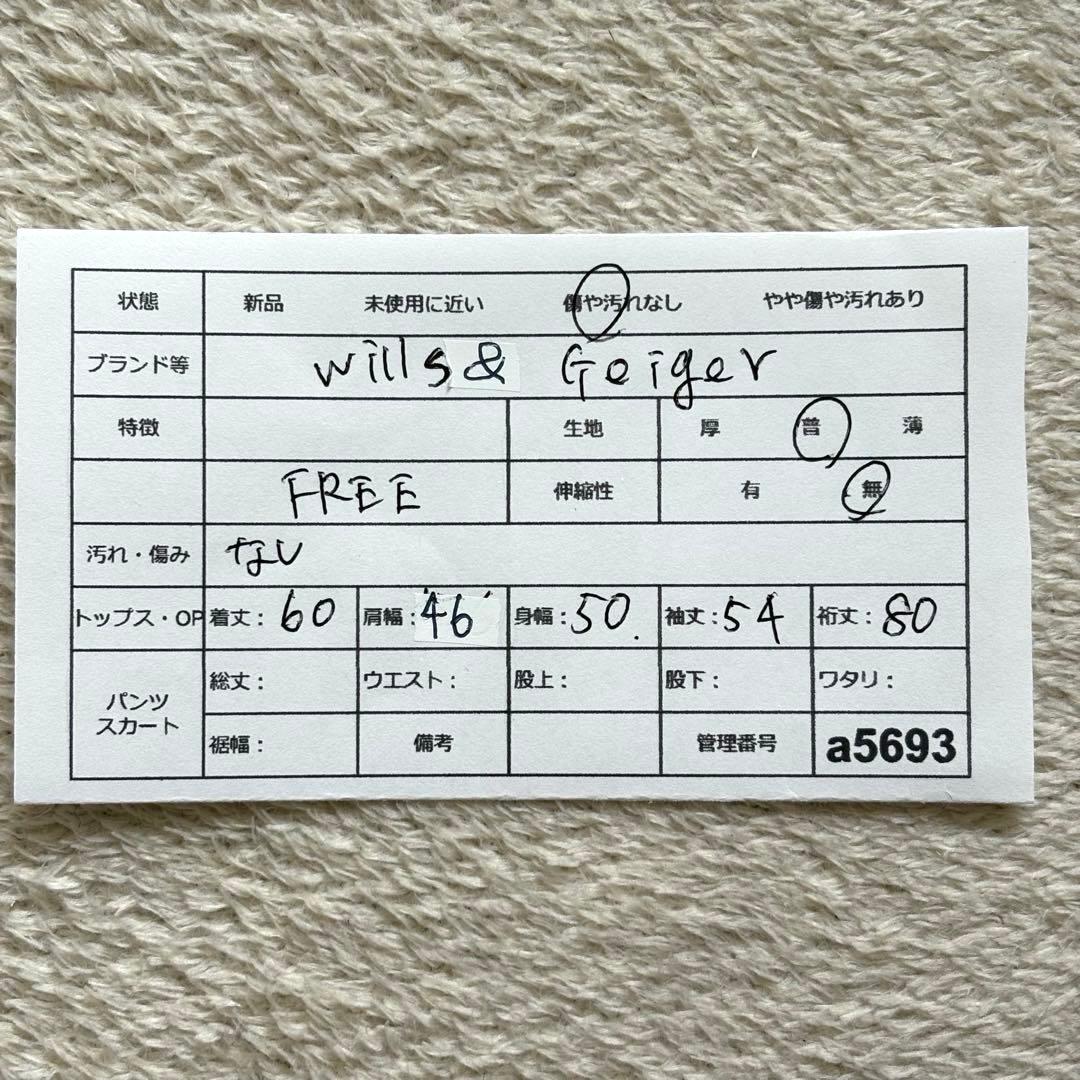 状態 新品 未使用に近い 傷や汚れなし やや傷や汚れあり
ブランド等 wills & Geiger
特徴 生地 厚 普 薄
FREE 伸縮性 有 無
汚れ・傷み なし
トップス・OP 着丈：60 肩幅：46 身幅：50. 袖丈：54 裄丈：80
パンツ スカート 総丈： ウエスト： 股上： 股下： ワタリ：
裾幅： 備考 管理番号 a5693